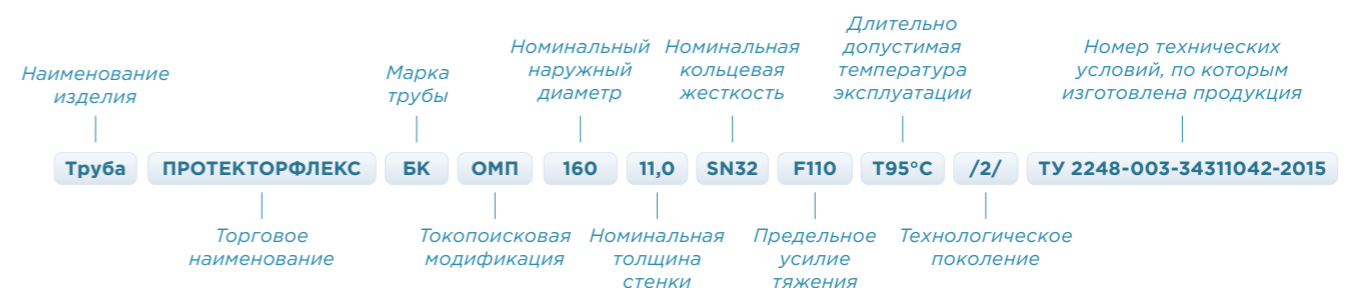 Наименование
изделия
Марка
трубы
Номинальный
наружный
диаметр
Номинальная
кольцевая
жесткость
Длительно
допустимая
температура
эксплуатации
Номер технических
условий, по которым
изготовлена продукция
Труба ПРОТЕКТОРФЛЕКС БК ОМП 160 11,0 SN32 F110 T95°C /2/ ТУ 2248-003-34311042-2015
Торговое
наименование
Токопоисковая
модификация
Номинальная
толщина
стенки
Предельное
усилие
тяжения
Технологическое
поколение